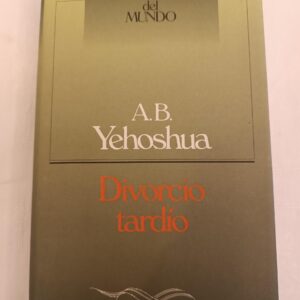 del
MUNDO
A.B.
Yehoshua
Divorcio
tardío